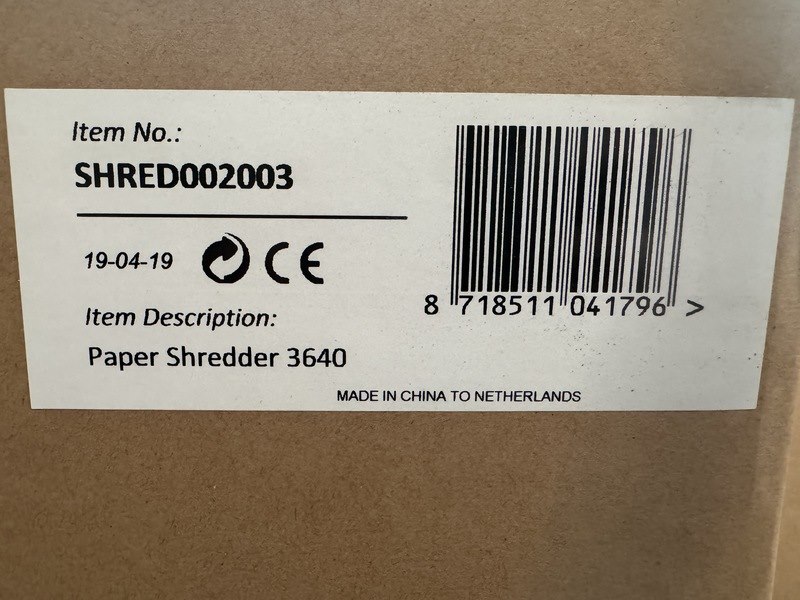 Item No.:
SHRED002003
19-04-19 CE
Item Description:
Paper Shredder 3640
8 718511 041796 >
MADE IN CHINA TO NETHERLANDS